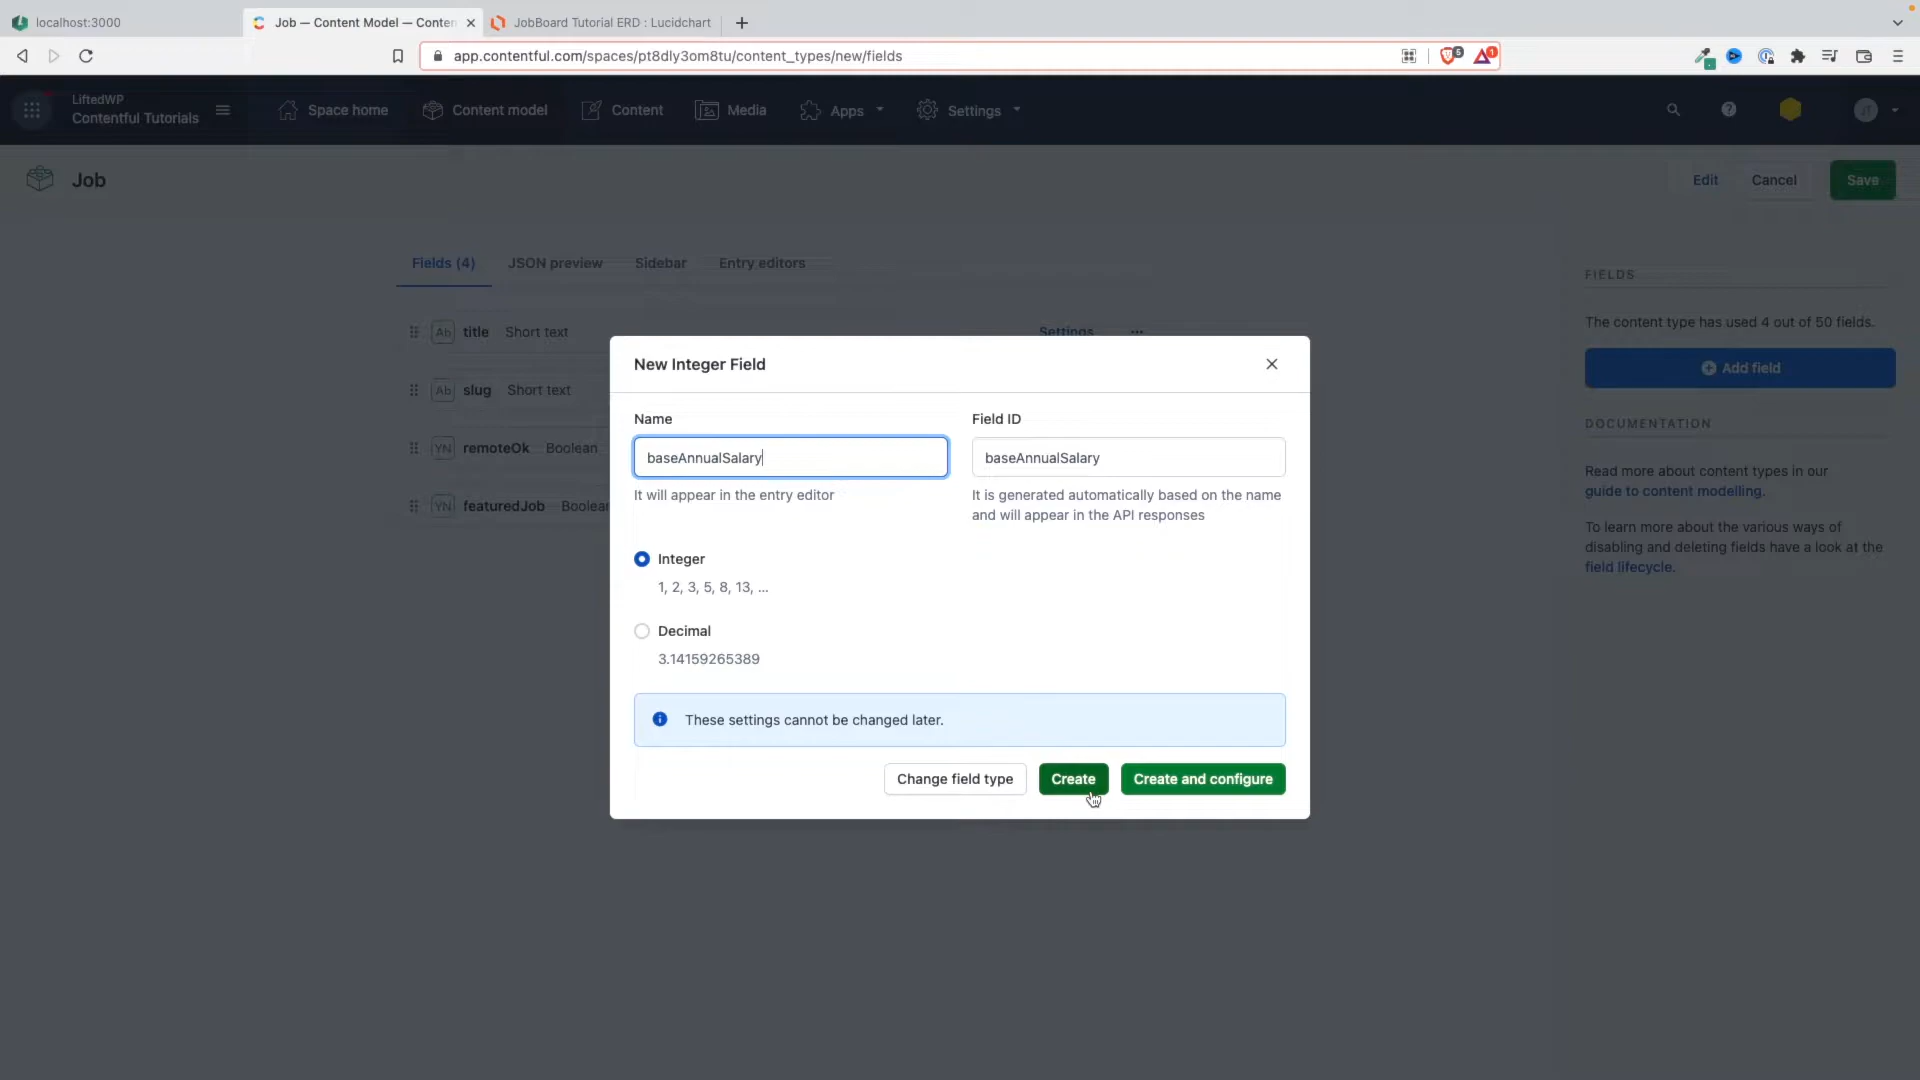 localhost:3000
Job — Content Model — Conten
JobBoard Tutorial ERD : Lucidchart
app.contentful.com/spaces/pt8dly3om8tu/content_types/new/fields
5
1
LiftedWP
Contentful Tutorials
Space home
Content model
Content
Media
Apps
Settings
JT
Job
Edit
Cancel
Save
Fields (4)
JSON preview
Sidebar
Entry editors
Ab title Short text
Settings
Ab slug Short text
YN remoteOk Boolean
YN featuredJob Boolean
FIELDS
The content type has used 4 out of 50 fields.
Add field
DOCUMENTATION
Read more about content types in our
guide to content modelling.
To learn more about the various ways of
disabling and deleting fields have a look at the
field lifecycle.
New Integer Field
Name
Field ID
baseAnnualSalary
baseAnnualSalary
It will appear in the entry editor
It is generated automatically based on the name
and will appear in the API responses
Integer
1, 2, 3, 5, 8, 13, ...
Decimal
3.14159265389
These settings cannot be changed later.
Change field type
Create
Create and configure